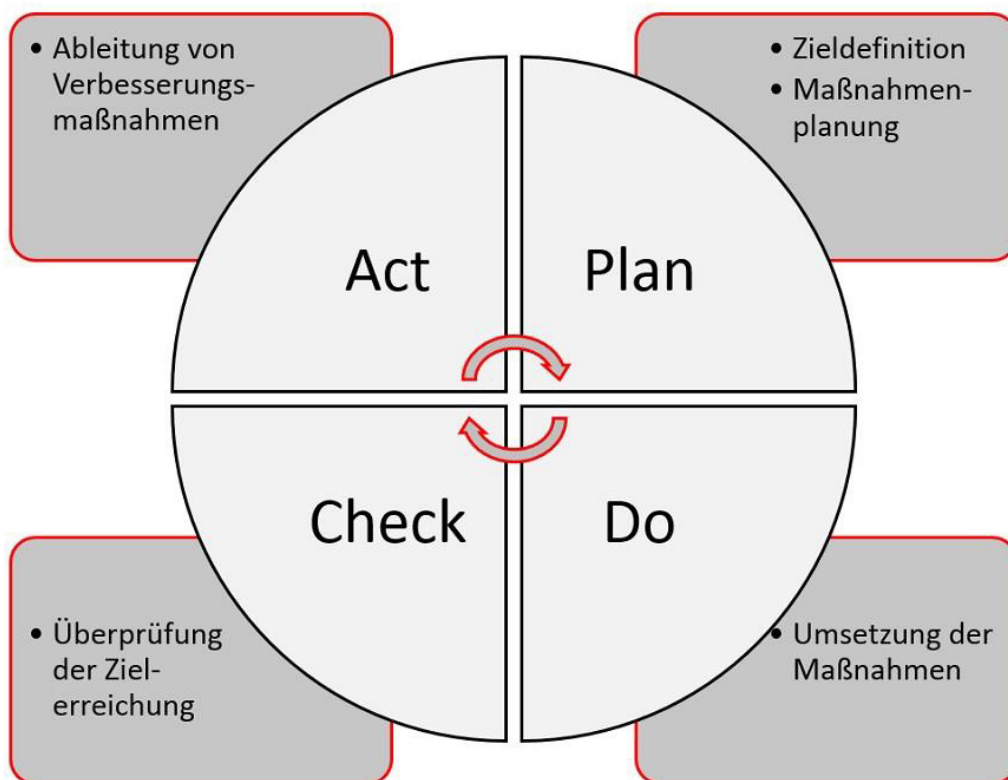 • Ableitung von
Verbesserungs-
maßnahmen
• Zieldefinition
• Maßnahmen-
planung
Act
Plan
Check
Do
• Überprüfung
der Ziel-
erreichung
• Umsetzung der
Maßnahmen